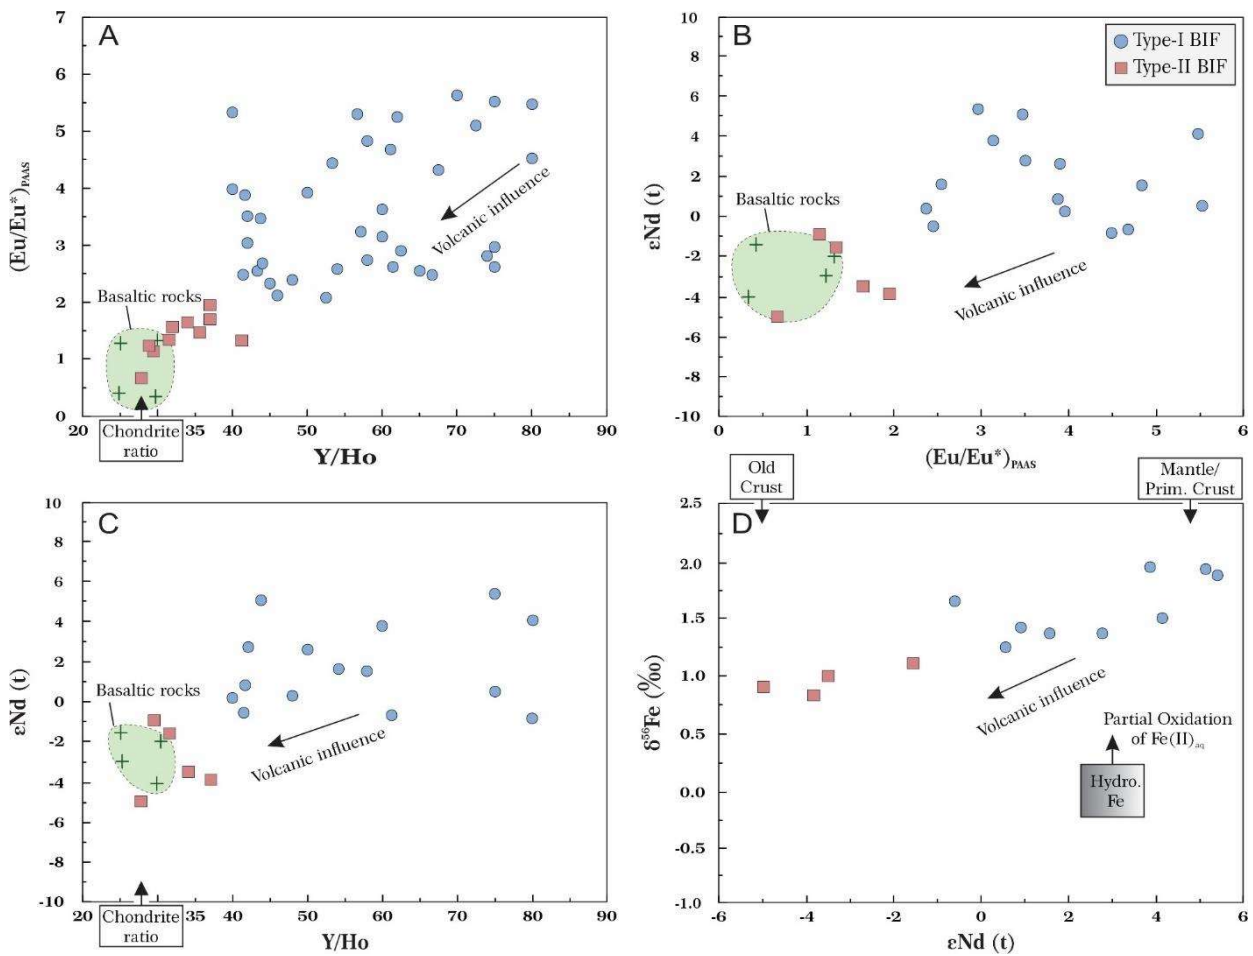 A
7
6
5
4
3
2
1
0
(Eu/Eu*)PAAS
Basaltic rocks
Volcanic influence
20
35
40
50
60
70
80
90
Chondrite
ratio
Y/Ho
B
Type-I BIF
Type-II BIF
10
8
6
4
2
0
-2
-4
-6
-8
-10
εNd (t)
Basaltic rocks
Volcanic influence
0
1
2
3
4
5
6
(Eu/Eu*)PAAS
C
10
8
6
4
2
0
-2
-4
-6
-8
-10
εNd (t)
Basaltic rocks
Volcanic influence
20
35
40
50
60
70
80
90
Chondrite
ratio
Y/Ho
Old
Crust
Mantle/
Prim. Crust
D
2.5
2.0
1.5
1.0
0.5
0.0
-0.5
-1.0
δ56Fe (‰)
Volcanic influence
Partial Oxidation
of Fe(II)aq
Hydro.
Fe
-6
-4
-2
0
2
4
6
εNd (t)